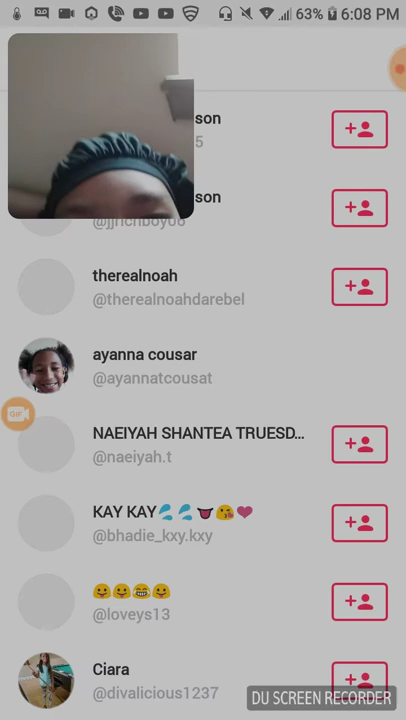 63% 6:08 PM
son
5
son
@jjrichboy06
therealnoah
@therealnoahdarebel
ayanna cousar
@ayannatcousat
NAEIYAH SHANTEA TRUESD...
@naeiyah.t
KAY KAY💦💦👅😘❤
@bhadie_kxy.kxy
😛😛😂😛
@loveys13
Ciara
@divalicious1237
GIF
DU SCREEN RECORDER